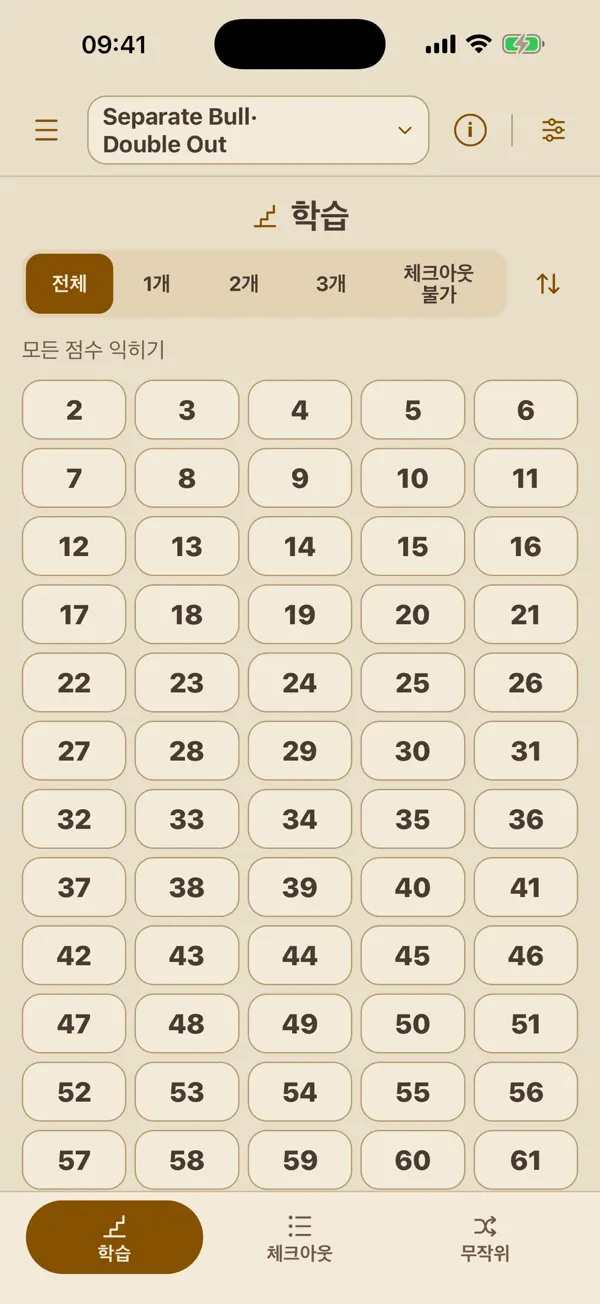 09:41
Separate Bull·
Double Out
학습
전체 1개 2개 3개 체크아웃
불가
모든 점수 익히기
2 3 4 5 6
7 8 9 10 11
12 13 14 15 16
17 18 19 20 21
22 23 24 25 26
27 28 29 30 31
32 33 34 35 36
37 38 39 40 41
42 43 44 45 46
47 48 49 50 51
52 53 54 55 56
57 58 59 60 61
학습 체크아웃 무작위